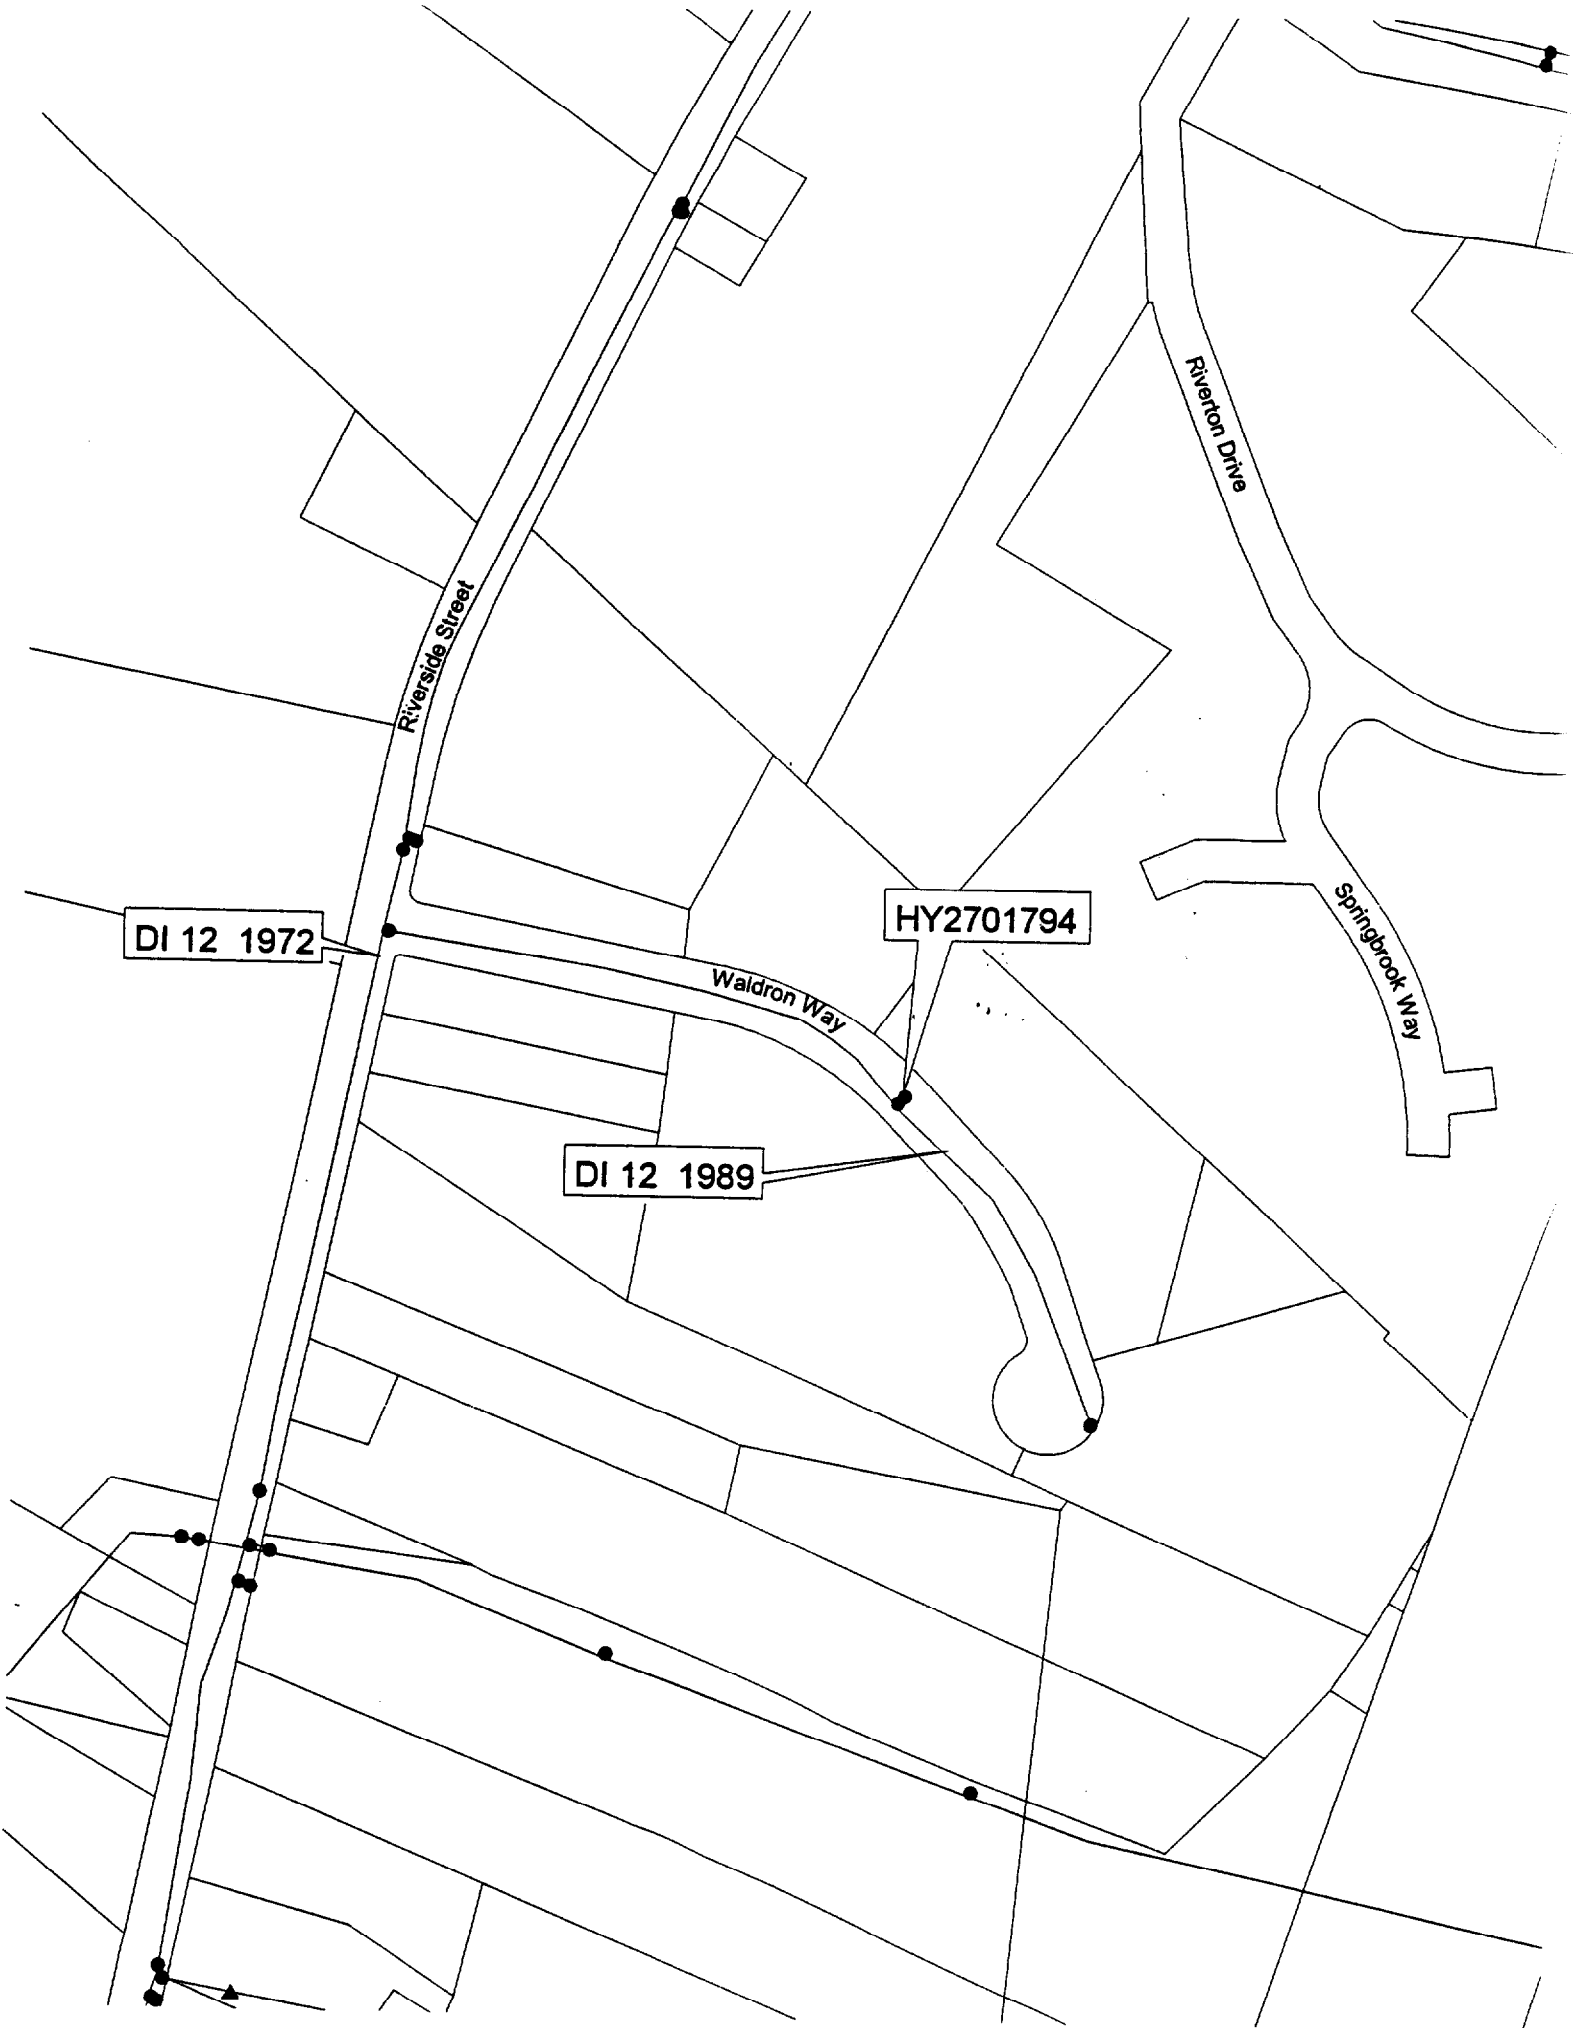 Riverton Drive
Riverside Street
Springbrook Way
HY2701794
DI 12 1972
Waldron Way
DI 12 1989